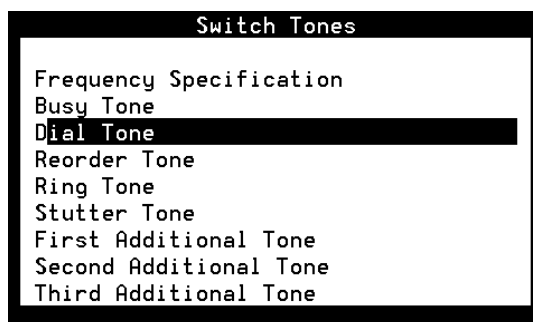 Switch Tones
Frequency Specification
Busy Tone
Dial Tone
Reorder Tone
Ring Tone
Stutter Tone
First Additional Tone
Second Additional Tone
Third Additional Tone